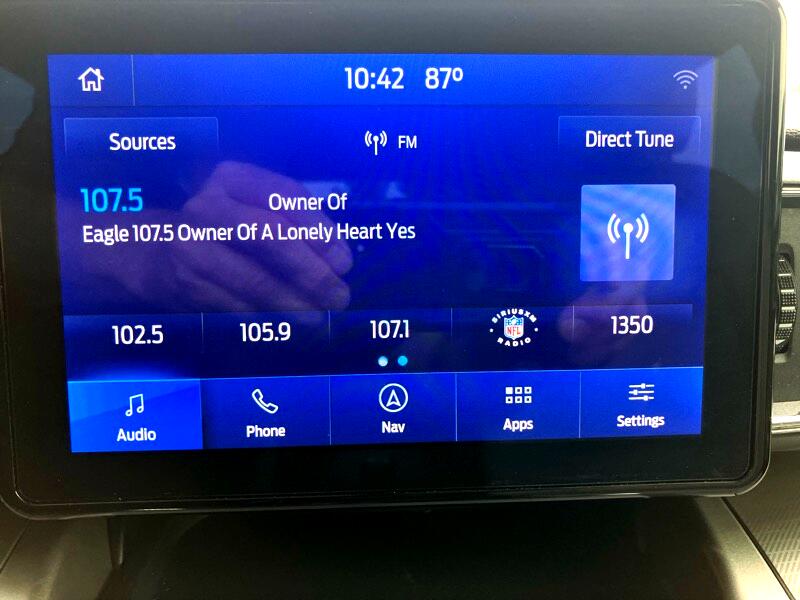 10:42 87º
Sources
FM
Direct Tune
107.5
Owner Of
Eagle 107.5 Owner Of A Lonely Heart Yes
102.5
105.9
107.1
SIRIUSXM
NFL
RADIO
1350
Audio
Phone
Nav
Apps
Settings